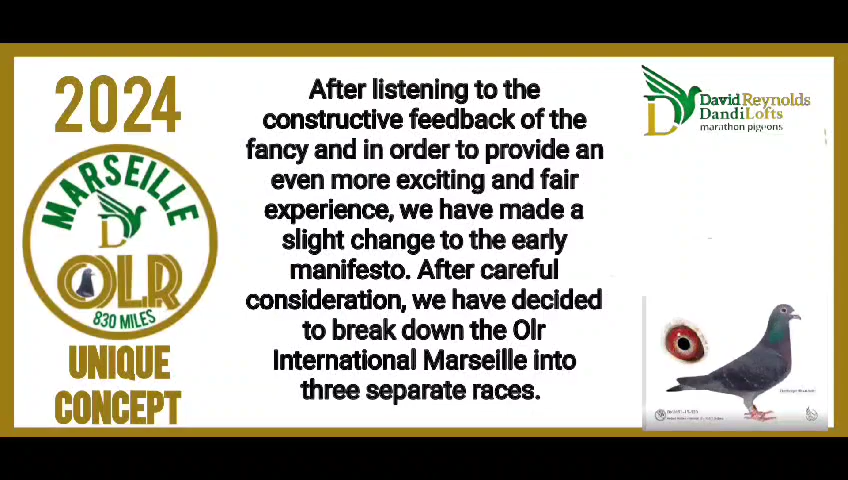 2024
MARSEILLE
D
OLR
830 MILES
UNIQUE
CONCEPT
After listening to the
constructive feedback of the
fancy and in order to provide an
even more exciting and fair
experience, we have made a
slight change to the early
manifesto. After careful
consideration, we have decided
to break down the Olr
International Marseille into
three separate races.
David Reynolds
Dandi Lofts
D
marathon pigeons